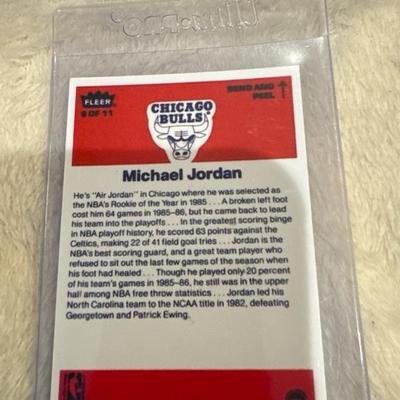 FLEER
8 OF 11
CHICAGO
BULLS
BEND AND
PEEL
Michael Jordan
He's "Air Jordan" in Chicago where he was selected as
the NBA's Rookie of the Year in 1985 . . . A broken left foot
cost him 64 games in 1985-86, but he came back to lead
his team into the playoffs . . . In the greatest scoring binge
in NBA playoff history, he scored 63 points against the
Celtics, making 22 of 41 field goal tries . . . Jordan is the
NBA's best scoring guard, and a great team player who
refused to sit out the last few games of the season when
his foot had healed . . . Though he played only 20 percent
of his team's games in 1985-86, he still was in the upper
half among NBA free throw statistics . . . Jordan led his
North Carolina team to the NCAA title in 1982, defeating
Georgetown and Patrick Ewing.